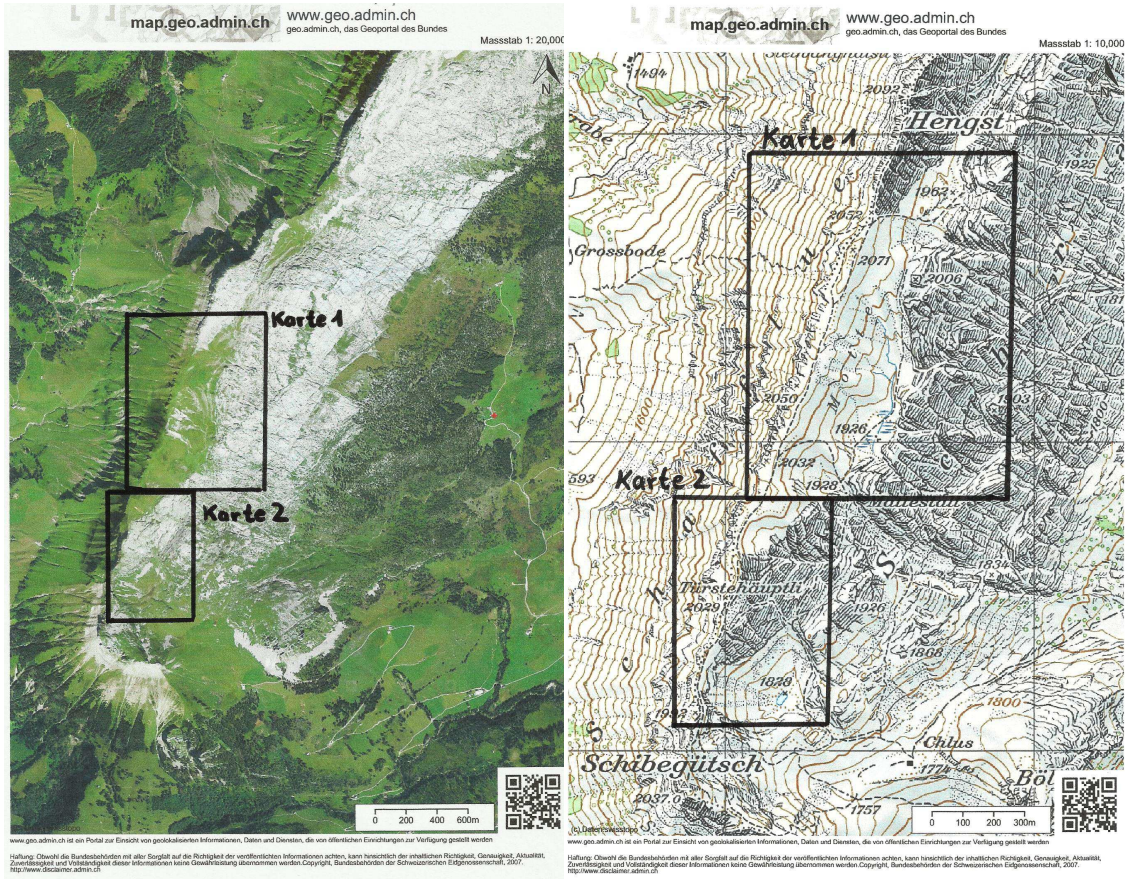 map.geo.admin.ch
www.geo.admin.ch
geo.admin.ch, das Geoportal des Bundes
Massstab 1: 20,000
N
Karte 1
Karte 2
0 200 400 600m
www.geo.admin.ch ist ein Portal zur Einsicht von geolokalisierten Informationen, Daten und Diensten, die von öffentlichen Einrichtungen zur Verfügung gestellt werden
Haftung: Obwohl die Bundesbehörden mit aller Sorgfalt auf die Richtigkeit der veröffentlichten Informationen achten, kann hinsichtlich der inhaltlichen Richtigkeit, Genauigkeit, Aktualität,
Zuverlässigkeit und Vollständigkeit dieser Informationen keine Gewährleistung übernommen werden.Copyright, Bundesbehörden der Schweizerischen Eidgenossenschaft, 2007.
http://www.disclaimer.admin.ch
map.geo.admin.ch
www.geo.admin.ch
geo.admin.ch, das Geoportal des Bundes
Massstab 1: 10,000
1494
2092
Hengst
Karte 1
1925
1962
2052
Grossbode
2071
2006
1600
2050
1903
1800
1926
2032
593
1928
Karte 2
1834
Türstehäuptli
2029
1926
1868
1828
1800
Schibegütsch
Chlus
1774
Böl
2037.0
1757
0 100 200 300m
(c) Daten:swisstopo
www.geo.admin.ch ist ein Portal zur Einsicht von geolokalisierten Informationen, Daten und Diensten, die von öffentlichen Einrichtungen zur Verfügung gestellt werden
Haftung: Obwohl die Bundesbehörden mit aller Sorgfalt auf die Richtigkeit der veröffentlichten Informationen achten, kann hinsichtlich der inhaltlichen Richtigkeit, Genauigkeit, Aktualität,
Zuverlässigkeit und Vollständigkeit dieser Informationen keine Gewährleistung übernommen werden.Copyright, Bundesbehörden der Schweizerischen Eidgenossenschaft, 2007.
http://www.disclaimer.admin.ch